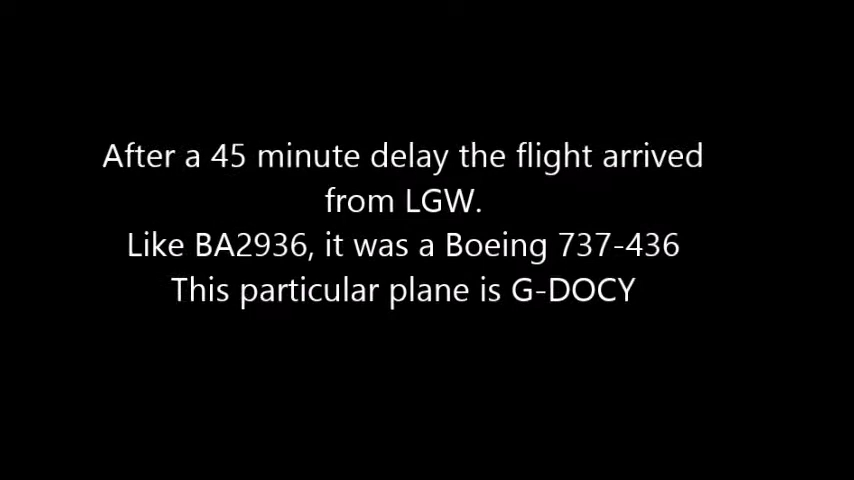 After a 45 minute delay the flight arrived
from LGW.
Like BA2936, it was a Boeing 737-436
This particular plane is G-DOCY